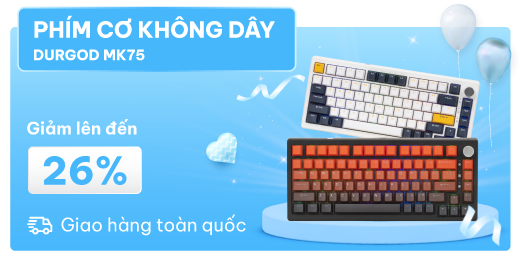 PHÍM CƠ KHÔNG DÂY
DURGOD MK75
Giảm lên đến
26%
Giao hàng toàn quốc